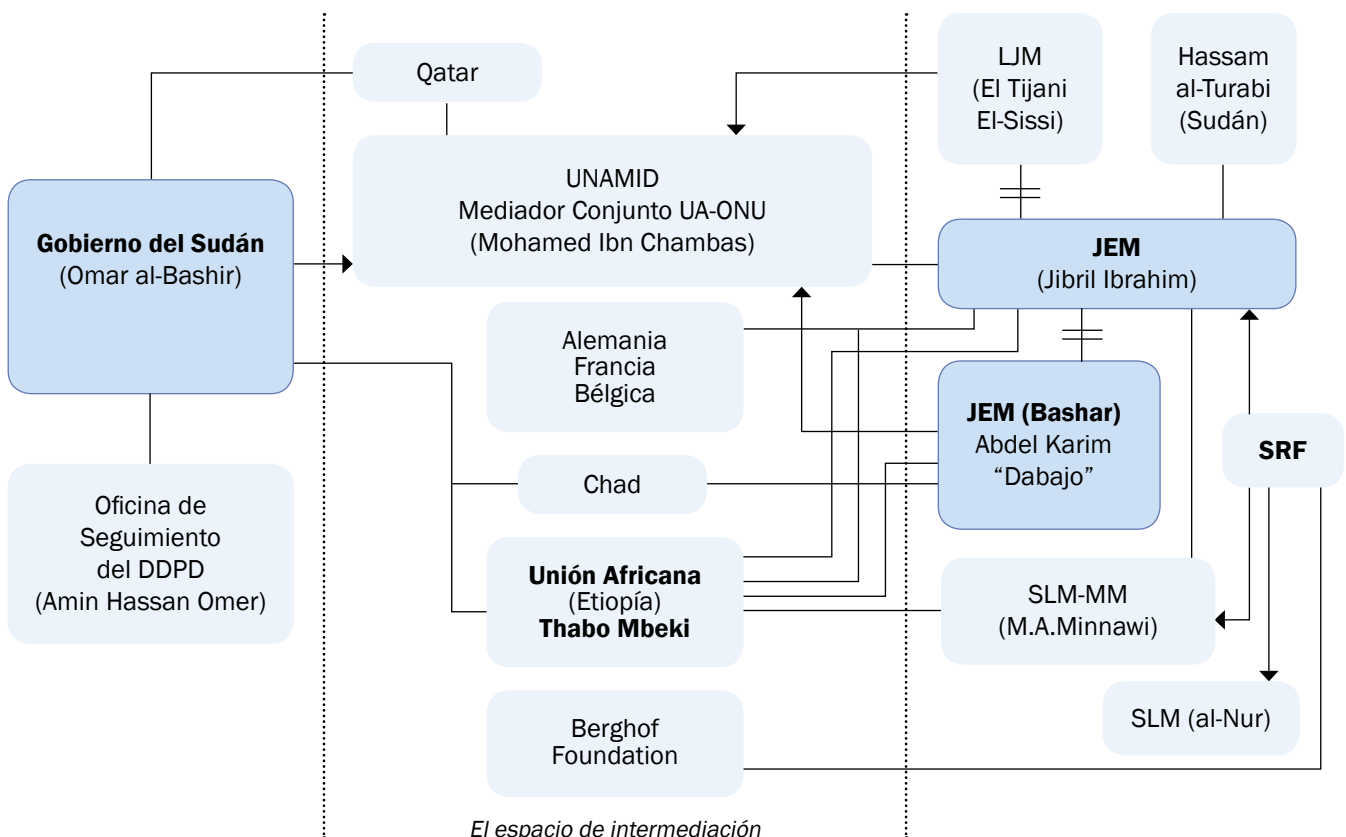 Qatar
LJM
(El Tijani
El-Sissi)
Hassam
al-Turabi
(Sudán)
Gobierno del Sudán
(Omar al-Bashir)
UNAMID
Mediador Conjunto UA-ONU
(Mohamed Ibn Chambas)
JEM
(Jibril Ibrahim)
Alemania
Francia
Bélgica
JEM (Bashar)
Abdel Karim
“Dabajo”
SRF
Chad
Oficina de
Seguimiento
del DDPD
(Amin Hassan Omer)
Unión Africana
(Etiopía)
Thabo Mbeki
SLM-MM
(M.A.Minnawi)
SLM (al-Nur)
Berghof
Foundation
El espacio de intermediación